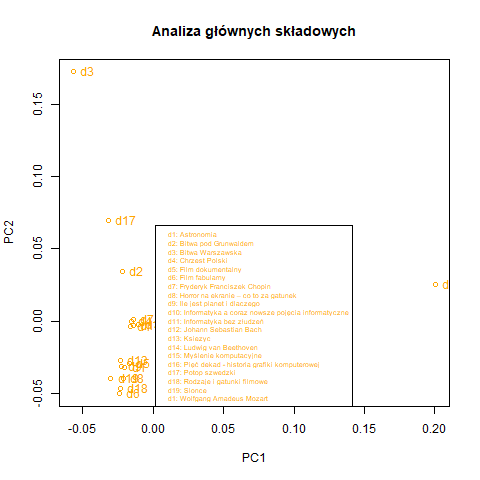 Analiza głównych składowych
PC2
0.15
0.10
0.05
0.00
-0.05
d3
d17
d2
d
d1: Astronomia
d2: Bitwa pod Grunwaldem
d3: Bitwa Warszawska
d4: Chrzest Polski
d5: Film dokumentalny
d6: Film fabularny
d7: Fryderyk Franciszek Chopin
d8: Horror na ekranie – co to za gatunek
d9: Ile jest planet i dlaczego
d10: Informatyka a coraz nowsze pojęcia informatyczne
d11: Informatyka bez złudzeń
d12: Johann Sebastian Bach
d13: Księżyc
d14: Ludwig van Beethoven
d15: Myślenie komputacyjne
d16: Pięć dekad - historia grafiki komputerowej
d17: Potop szwedzki
d18: Rodzaje i gatunki filmowe
d19: Słońce
d1: Wolfgang Amadeus Mozart
d6
-0.05
0.00
0.05
0.10
0.15
0.20
PC1